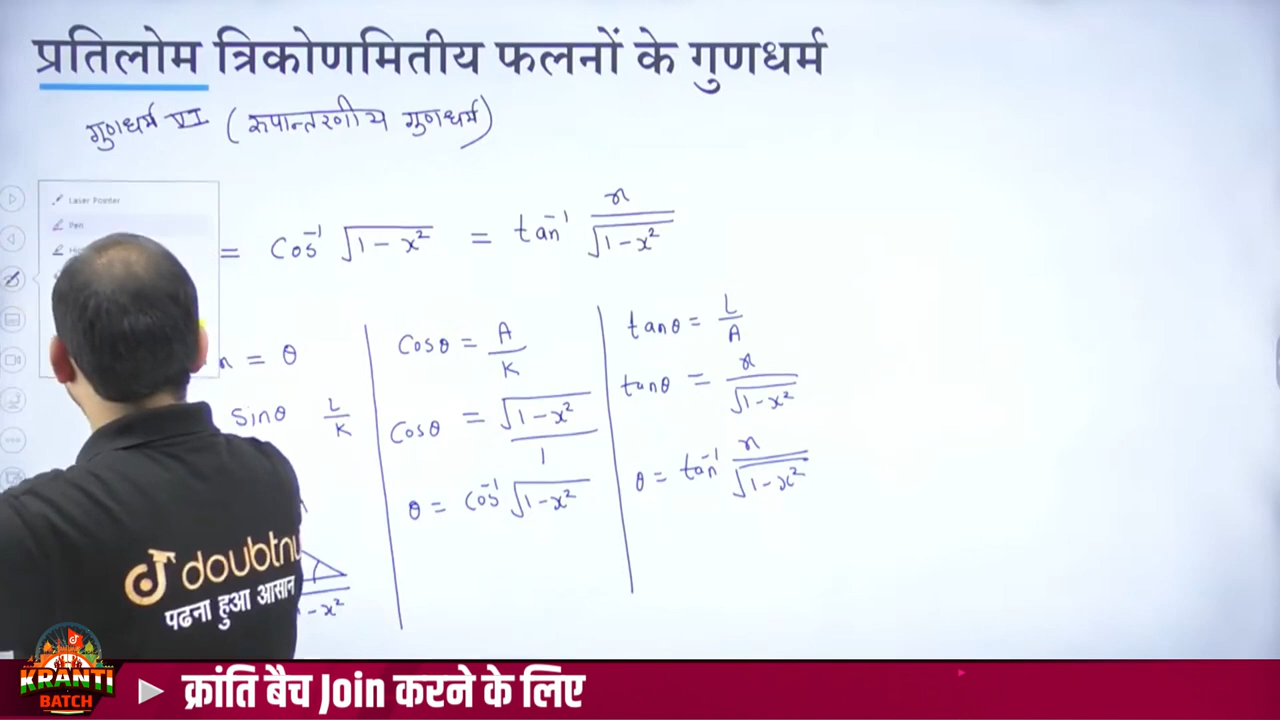 प्रतिलोम त्रिकोणमितीय फलनों के गुणधर्म
गुणधर्म VI (रुपान्तरणीय गुणधर्म)
Laser Pointer
Pen
= cos⁻¹ √(1-x²) = tan⁻¹ x/√(1-x²)
= θ
sinθ L/K
-x²
cosθ = A/K
cosθ = √(1-x²)/1
θ = cos⁻¹ √(1-x²)
tanθ = L/A
tanθ = x/√(1-x²)
θ = tan⁻¹ x/√(1-x²)
doubtnu
पढना हुआ आसान
KRANTI
BATCH
क्रांति बैच Join करने के लिए